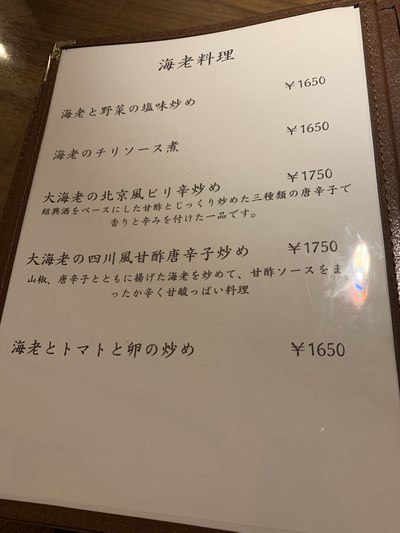 海老料理
海老と野菜の塩味炒め ￥1650
海老のチリソース煮 ￥1650
大海老の北京風ピリ辛炒め ￥1750
紹興酒をベースにした甘酢とじっくり炒めた三種類の唐辛子で
香りと辛みを付けた一品です。
大海老の四川風甘酢唐辛子炒め ￥1750
山椒、唐辛子とともに揚げた海老を炒めて、甘酢ソースをま
ったか辛く甘酸っぱい料理
海老とトマトと卵の炒め ￥1650